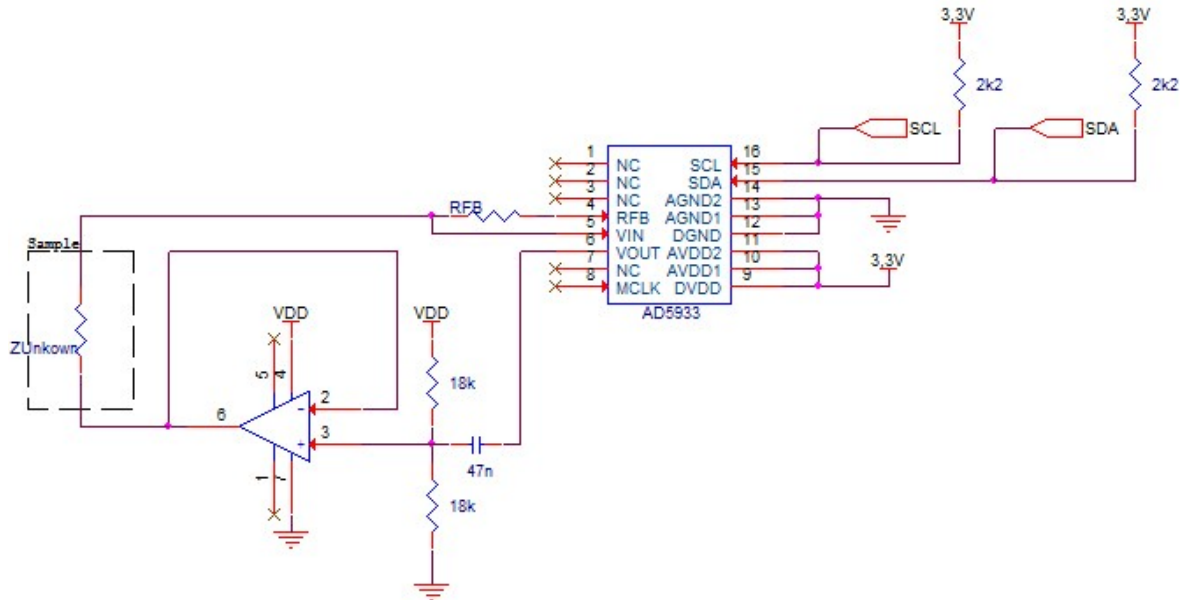 3,3V
3,3V
2k2
2k2
SCL
SDA
1 NC SCL 16
2 NC SDA 15
3 NC AGND2 14
4 RFB AGND1 13
5 VIN DGND 12
6 VOUT AVDD2 11
7 NC AVDD1 10
8 MCLK DVDD 9
AD5933
RFB
3,3V
Sample
ZUnkown
VDD
VDD
5
4
2
-
6
3
+
1
7
18k
47n
18k